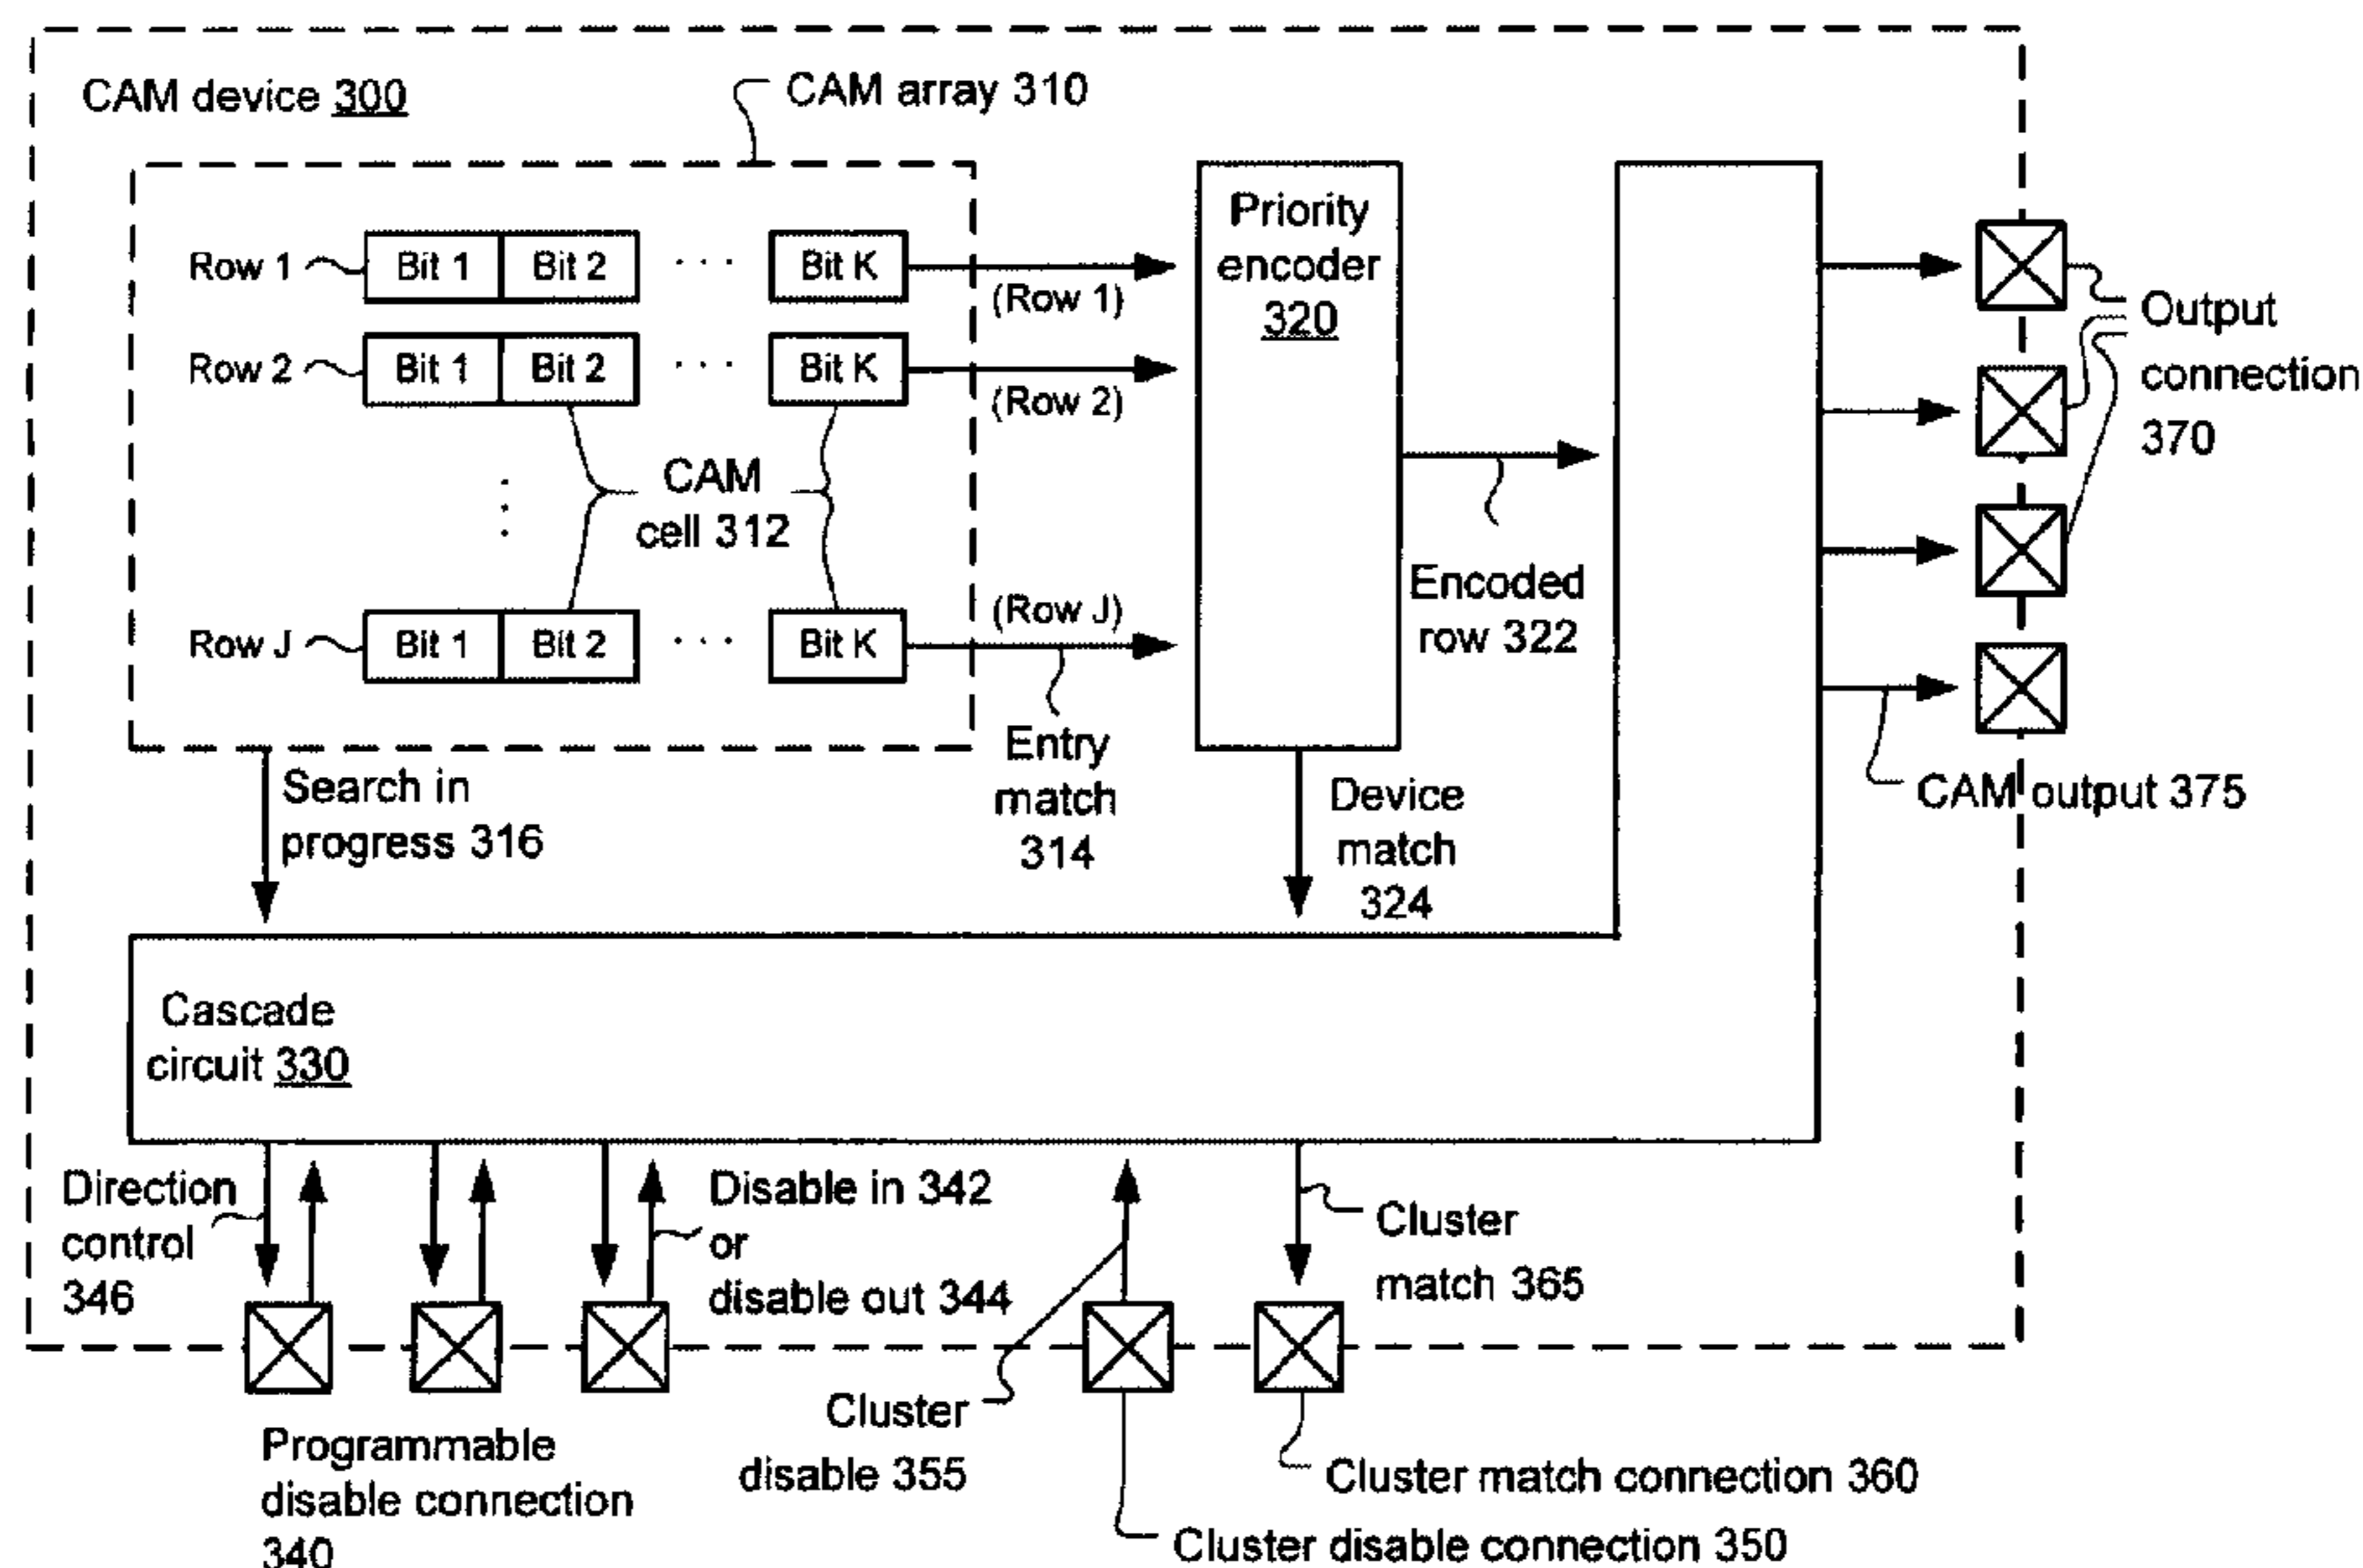 CAM device 300
CAM array 310
Row 1
Bit 1
Bit 2
. . .
Bit K
(Row 1)
Row 2
Bit 1
Bit 2
. . .
Bit K
(Row 2)
CAM
cell 312
Row J
Bit 1
Bit 2
. . .
Bit K
(Row J)
Priority
encoder
320
Encoded
row 322
Output
connection
370
Search in
progress 316
Entry
match
314
Device
match
324
CAM output 375
Cascade
circuit 330
Direction
control
346
Disable in 342
or
disable out 344
Cluster
match 365
Programmable
disable connection
340
Cluster
disable 355
Cluster match connection 360
Cluster disable connection 350